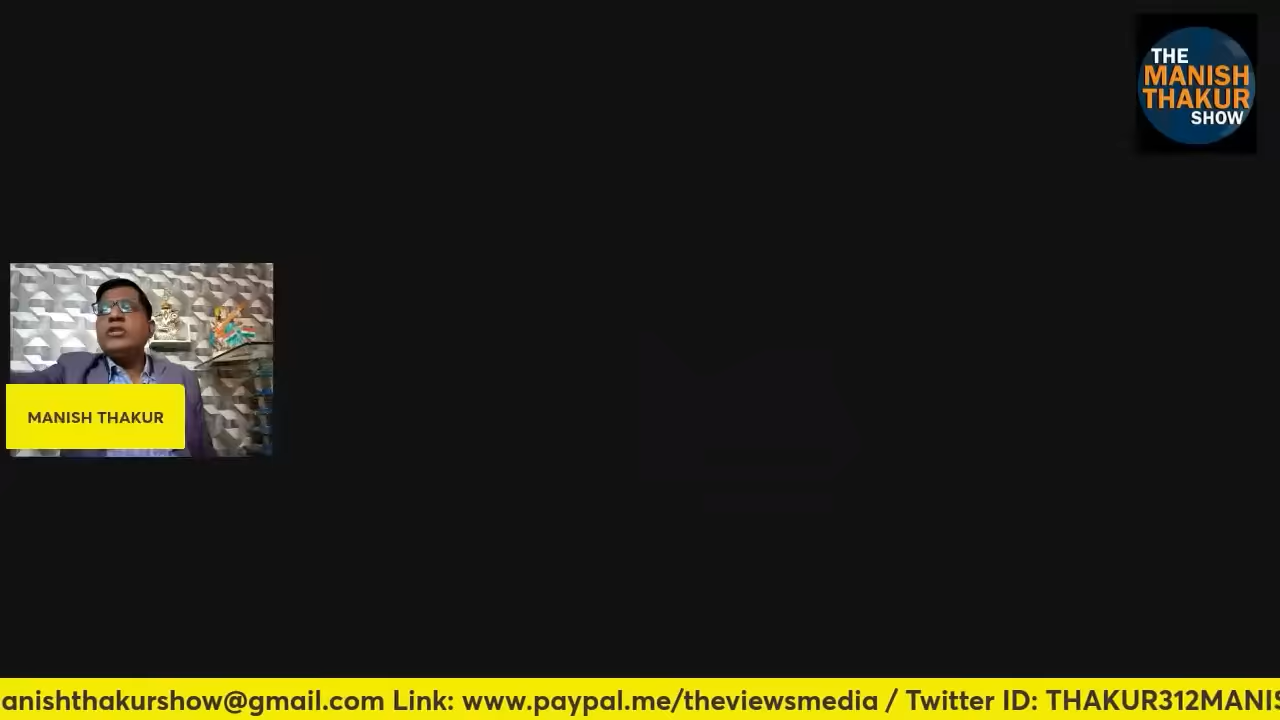 THE
MANISH
THAKUR
SHOW
MANISH THAKUR
anishthakurshow@gmail.com Link: www.paypal.me/theviewsmedia / Twitter ID: THAKUR312MANIS